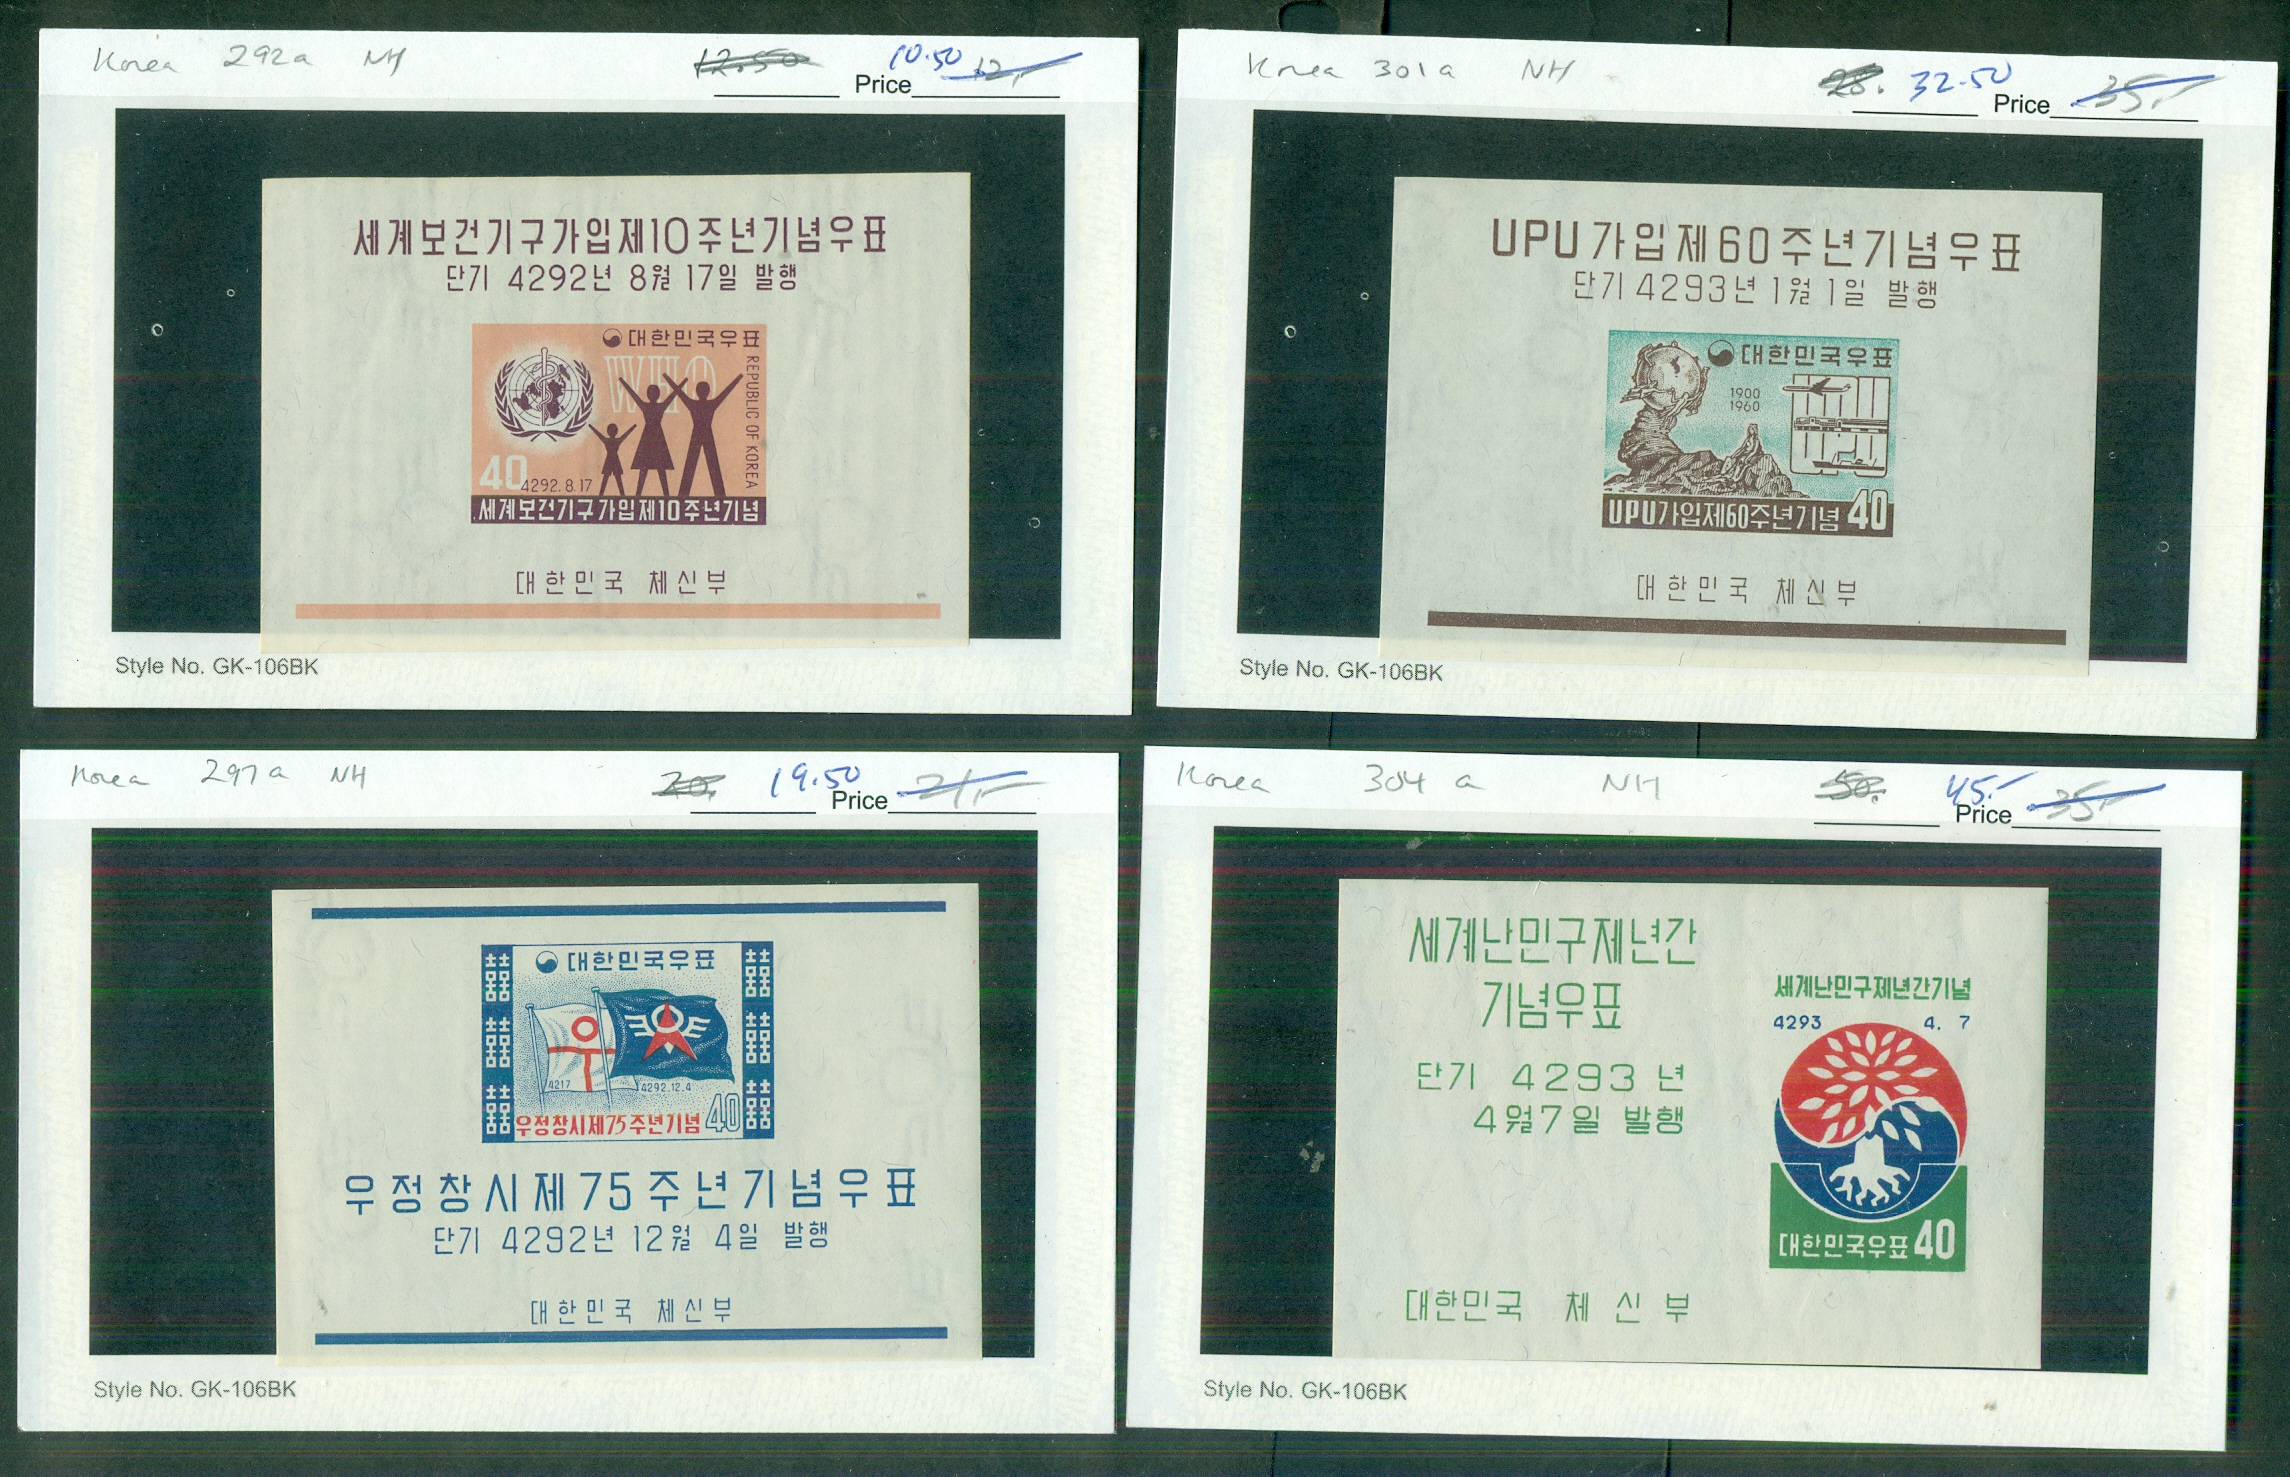 Korea 292a NH 12.50 10.50 12,-
Price
세계보건기구가입제10주년기념우표
단기 4292년 8월 17일 발행
대한민국우표
WHO
REPUBLIC OF KOREA
40
4292.8.17
세계보건기구가입제10주년기념
대한민국 체신부
Style No. GK-106BK
Korea 301a NH 28. 32.50 35,-
Price
UPU가입제60주년기념우표
단기 4293년 1월 1일 발행
대한민국우표
1900
1960
UPU가입제60주년기념 40
대한민국 체신부
Style No. GK-106BK
Korea 297a NH 20. 19.50 21,-
Price
대한민국우표
우
4217 4292.12.4
우정창시제75주년기념 40
우정창시제75주년기념우표
단기 4292년 12월 4일 발행
대한민국 체신부
Style No. GK-106BK
Korea 304a NH 50. 45.- 35,-
Price
세계난민구제년간
기념우표
단기 4293년
4월7일 발행
세계난민구제년간기념
4293 4. 7
대한민국우표 40
대한민국 체신부
Style No. GK-106BK